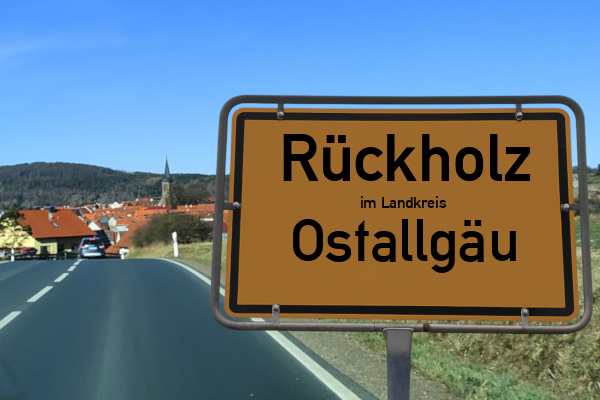 Rückholz
im Landkreis
Ostallgäu